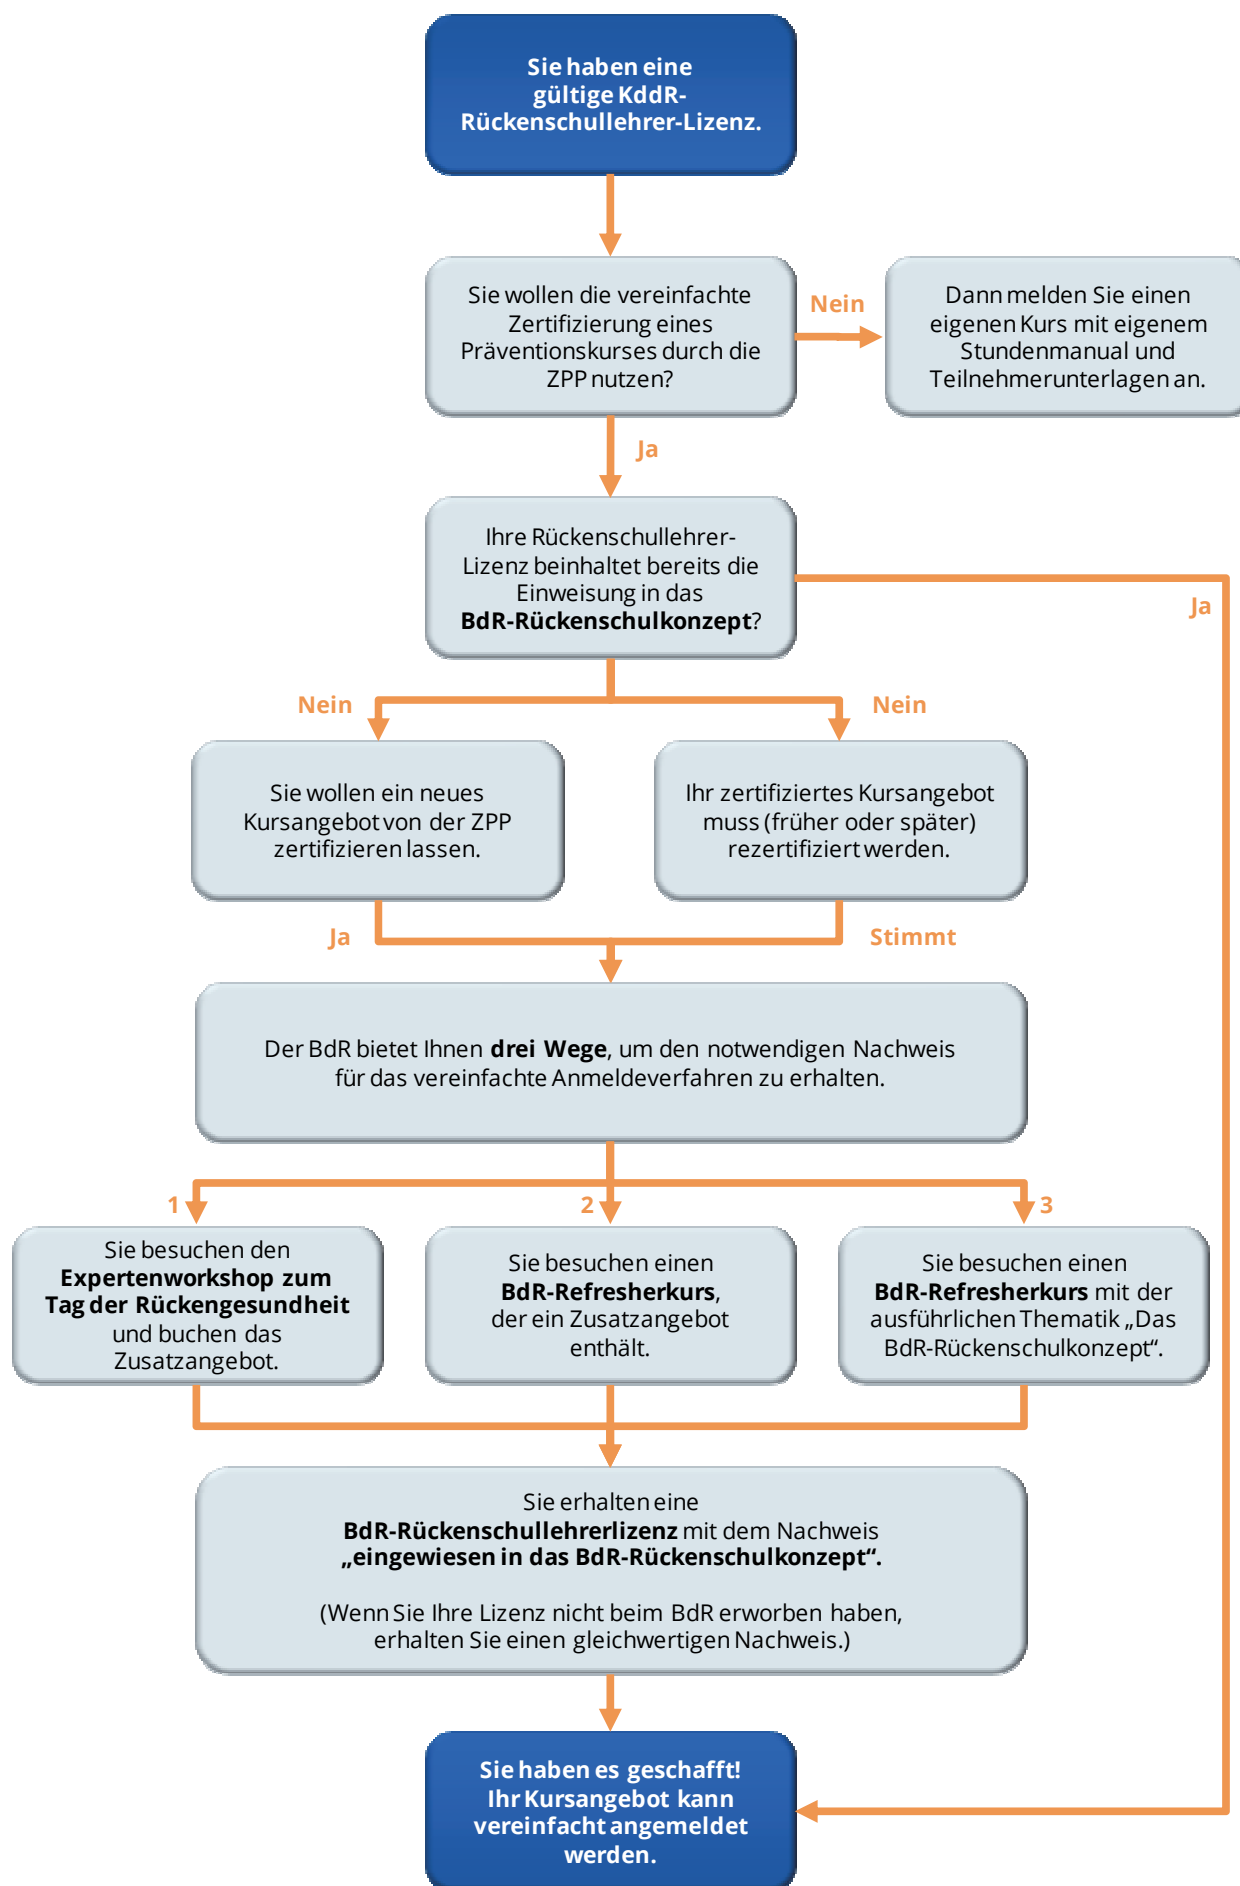 Sie haben eine
gültige KddR-
Rückenschullehrer-Lizenz.
Sie wollen die vereinfachte
Zertifizierung eines
Präventionskurses durch die
ZPP nutzen?
Nein
Dann melden Sie einen
eigenen Kurs mit eigenem
Stundenmanual und
Teilnehmerunterlagen an.
Ja
Ihre Rückenschullehrer-
Lizenz beinhaltet bereits die
Einweisung in das
BdR-Rückenschulkonzept?
Ja
Nein
Nein
Sie wollen ein neues
Kursangebot von der ZPP
zertifizieren lassen.
Ihr zertifiziertes Kursangebot
muss (früher oder später)
rezertifiziert werden.
Ja
Stimmt
Der BdR bietet Ihnen drei Wege, um den notwendigen Nachweis
für das vereinfachte Anmeldeverfahren zu erhalten.
1
2
3
Sie besuchen den
Expertenworkshop zum
Tag der Rückengesundheit
und buchen das
Zusatzangebot.
Sie besuchen einen
BdR-Refresherkurs,
der ein Zusatzangebot
enthält.
Sie besuchen einen
BdR-Refresherkurs mit der
ausführlichen Thematik „Das
BdR-Rückenschulkonzept“.
Sie erhalten eine
BdR-Rückenschullehrerlizenz mit dem Nachweis
„eingewiesen in das BdR-Rückenschulkonzept“.
(Wenn Sie Ihre Lizenz nicht beim BdR erworben haben,
erhalten Sie einen gleichwertigen Nachweis.)
Sie haben es geschafft!
Ihr Kursangebot kann
vereinfacht angemeldet
werden.